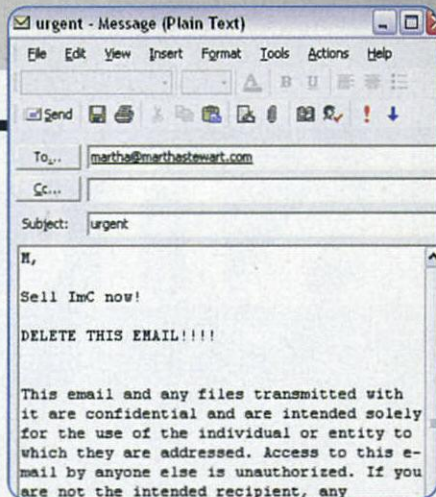 urgent - Message (Plain Text)
File Edit View Insert Format Tools Actions Help
A B U
Send
To... martha@marthastewart.com
Cc...
Subject: urgent
M,
Sell ImC now!
DELETE THIS EMAIL!!!!
This email and any files transmitted with
it are confidential and are intended solely
for the use of the individual or entity to
which they are addressed. Access to this e-
mail by anyone else is unauthorized. If you
are not the intended recipient, any